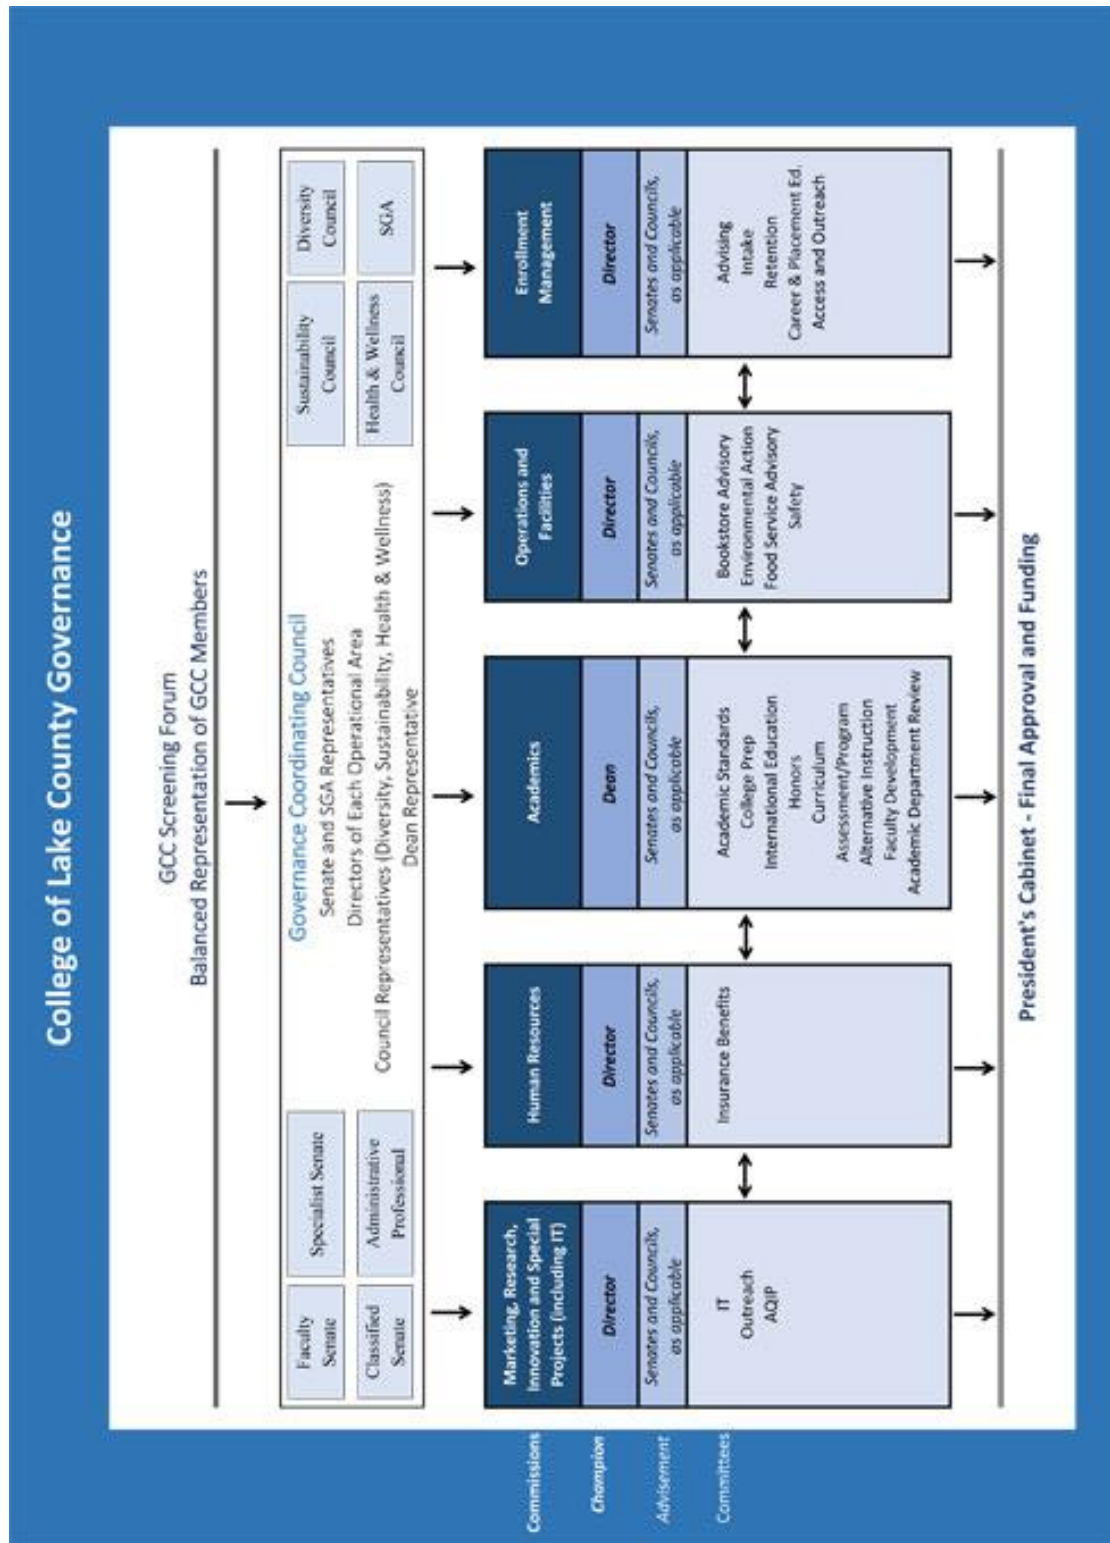 College of Lake County Governance
GCC Screening Forum
Balanced Representation of GCC Members
Faculty
Senate
Specialist Senate
Classified
Senate
Administrative
Professional
Governance Coordinating Council
Senate and SGA Representatives
Directors of Each Operational Area
Council Representatives (Diversity, Sustainability, Health & Wellness)
Dean Representative
Sustainability
Council
Diversity
Council
Health & Wellness
Council
SGA
Commissions
Champion
Advisement
Committees
Marketing, Research,
Innovation and Special
Projects (including IT)
Director
Senates and Councils,
as applicable
IT
Outreach
AQIP
Human Resources
Director
Senates and Councils,
as applicable
Insurance Benefits
Academics
Dean
Senates and Councils,
as applicable
Academic Standards
College Prep
International Education
Honors
Curriculum
Assessment/Program
Alternative Instruction
Faculty Development
Academic Department Review
Operations and
Facilities
Director
Senates and Councils,
as applicable
Bookstore Advisory
Environmental Action
Food Service Advisory
Safety
Enrollment
Management
Director
Senates and Councils,
as applicable
Advising
Intake
Retention
Career & Placement Ed.
Access and Outreach
President's Cabinet - Final Approval and Funding